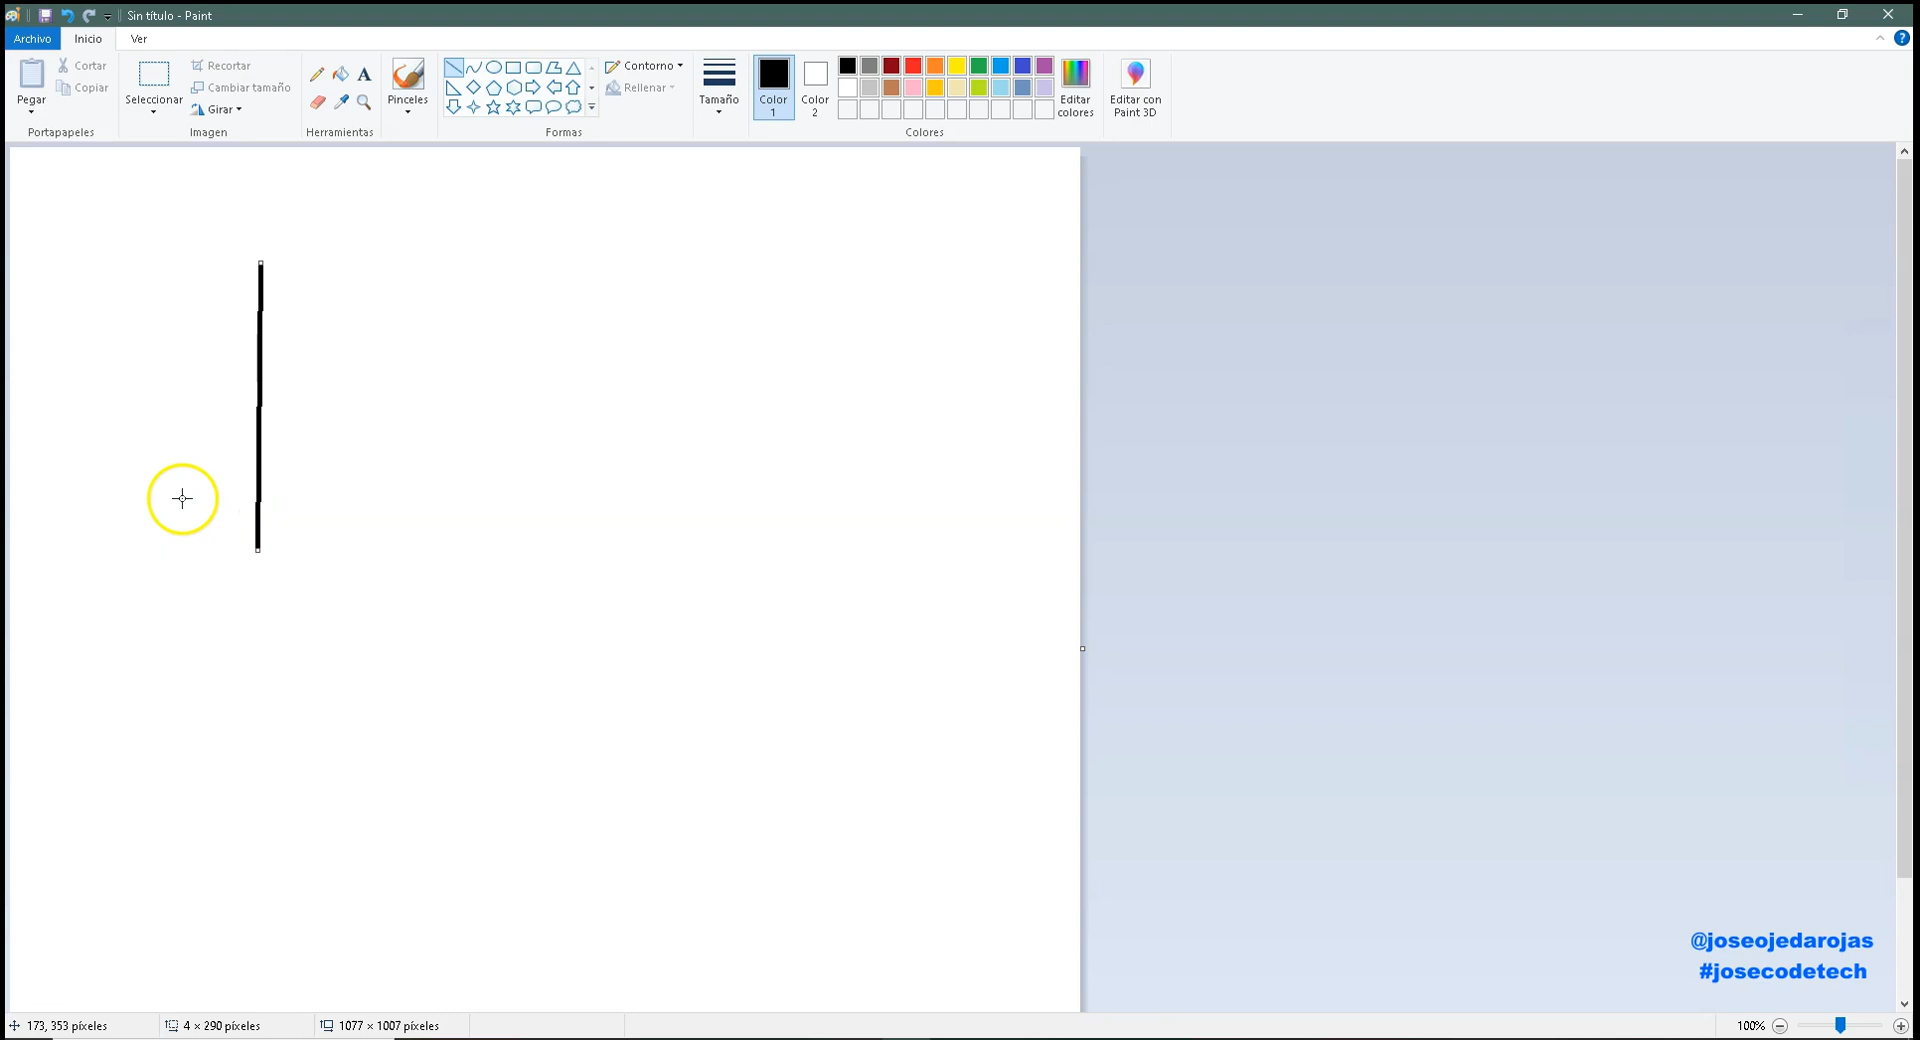 Sin título - Paint
Archivo Inicio Ver
Pegar
Cortar
Copiar
Portapapeles
Seleccionar
Recortar
Cambiar tamaño
Girar
Imagen
A
Herramientas
Pinceles
Contorno
Rellenar
Formas
Tamaño
Color
1
Color
2
Editar
colores
Colores
Editar con
Paint 3D
@joseojedarojas
#josecodetech
173, 353 píxeles
4 × 290 píxeles
1077 × 1007 píxeles
100%